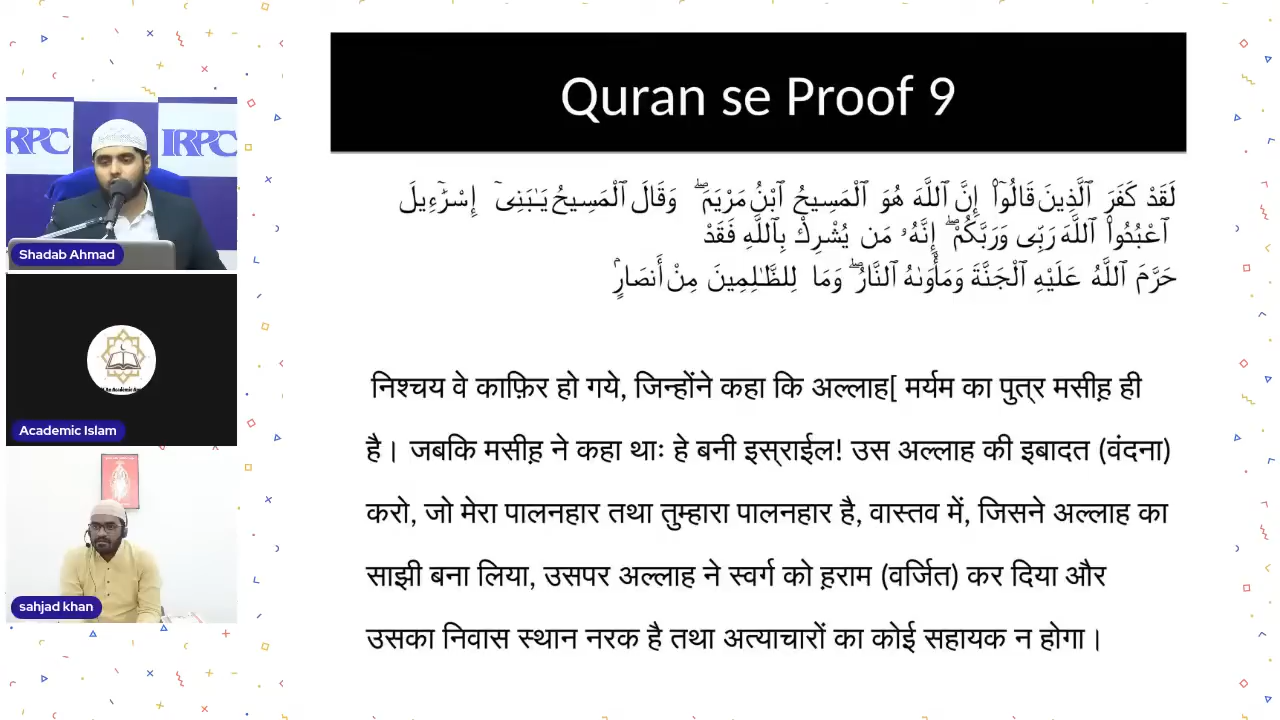 Quran se Proof 9
لَقَدْ كَفَرَ ٱلَّذِينَ قَالُوٓا۟ إِنَّ ٱللَّهَ هُوَ ٱلْمَسِيحُ ٱبْنُ مَرْيَمَ ۖ وَقَالَ ٱلْمَسِيحُ يَـٰبَنِىٓ إِسْرَٰٓءِيلَ
ٱعْبُدُوا۟ ٱللَّهَ رَبِّى وَرَبَّكُمْ ۖ إِنَّهُۥ مَن يُشْرِكْ بِٱللَّهِ فَقَدْ
حَرَّمَ ٱللَّهُ عَلَيْهِ ٱلْجَنَّةَ وَمَأْوَىٰهُ ٱلنَّارُ ۖ وَمَا لِلظَّـٰلِمِينَ مِنْ أَنصَارٍۢ
निश्चय वे काफ़िर हो गये, जिन्होंने कहा कि अल्लाह[ मर्यम का पुत्र मसीह़ ही
है। जबकि मसीह़ ने कहा थाः हे बनी इस्राईल! उस अल्लाह की इबादत (वंदना)
करो, जो मेरा पालनहार तथा तुम्हारा पालनहार है, वास्तव में, जिसने अल्लाह का
साझी बना लिया, उसपर अल्लाह ने स्वर्ग को ह़राम (वर्जित) कर दिया और
उसका निवास स्थान नरक है तथा अत्याचारों का कोई सहायक न होगा।
RPC
IRPC
Shadab Ahmad
Academic Islam
sahjad khan